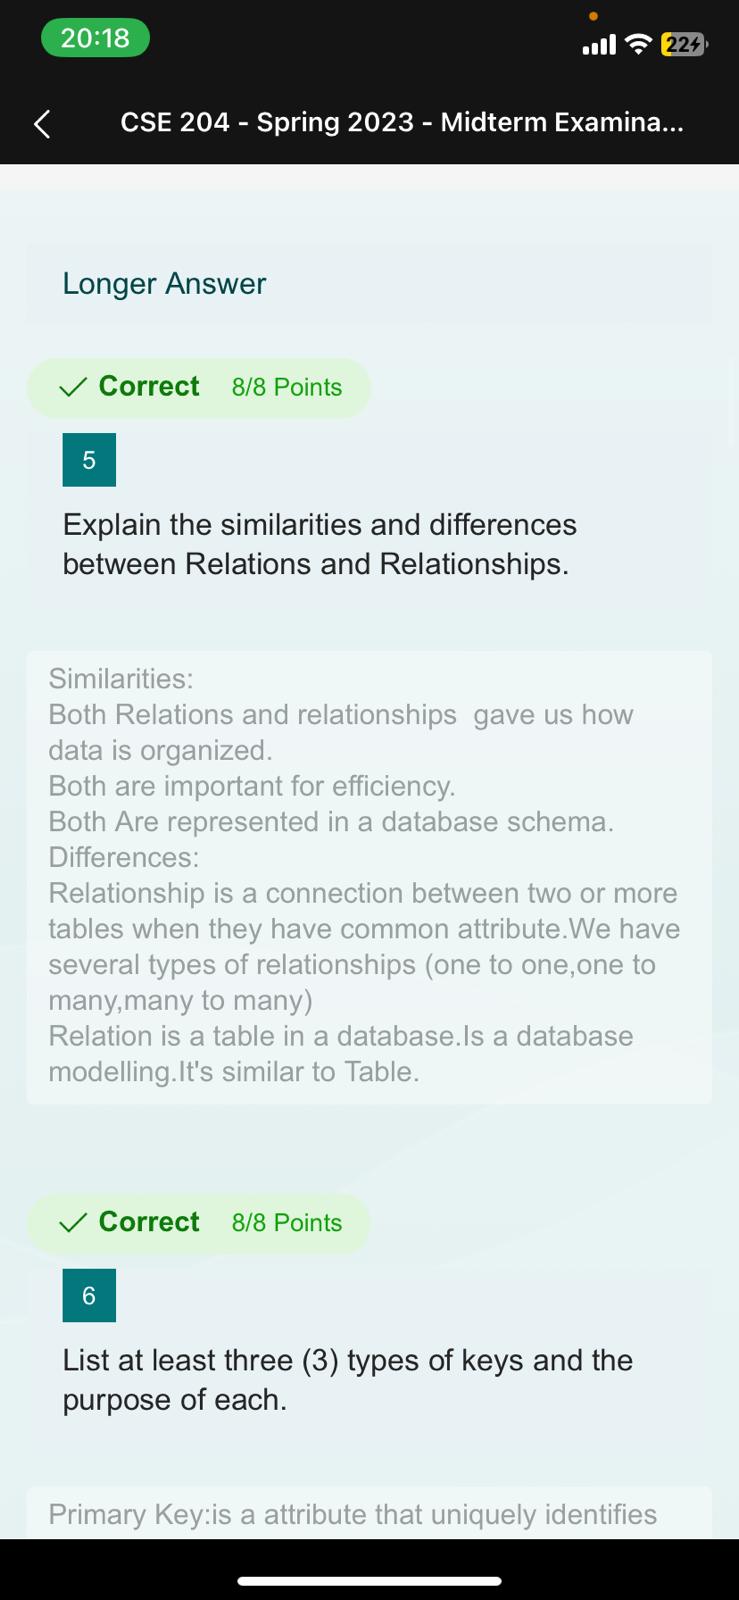 20:18
22
CSE 204 - Spring 2023 - Midterm Examina...
Longer Answer
Correct 8/8 Points
5
Explain the similarities and differences
between Relations and Relationships.
Similarities:
Both Relations and relationships  gave us how
data is organized.
Both are important for efficiency.
Both Are represented in a database schema.
Differences:
Relationship is a connection between two or more
tables when they have common attribute.We have
several types of relationships (one to one,one to
many,many to many)
Relation is a table in a database.Is a database
modelling.It's similar to Table.
Correct 8/8 Points
6
List at least three (3) types of keys and the
purpose of each.
Primary Key:is a attribute that uniquely identifies